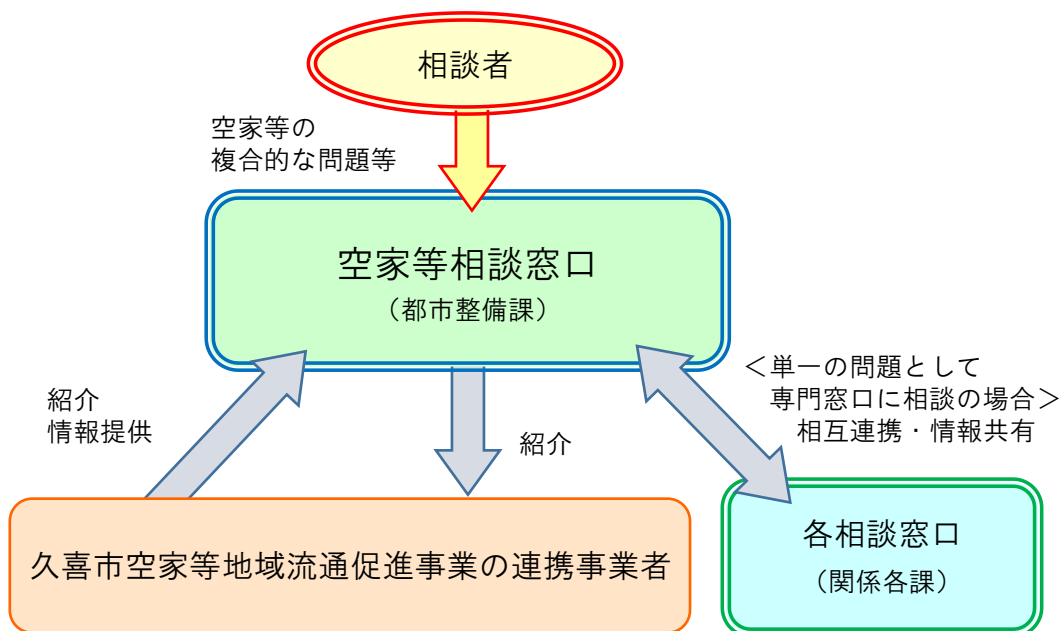 相談者
空家等の
複合的な問題等
空家等相談窓口
（都市整備課）
紹介
情報提供
紹介
＜単一の問題として
専門窓口に相談の場合＞
相互連携・情報共有
久喜市空家等地域流通促進事業の連携事業者
各相談窓口
（関係各課）